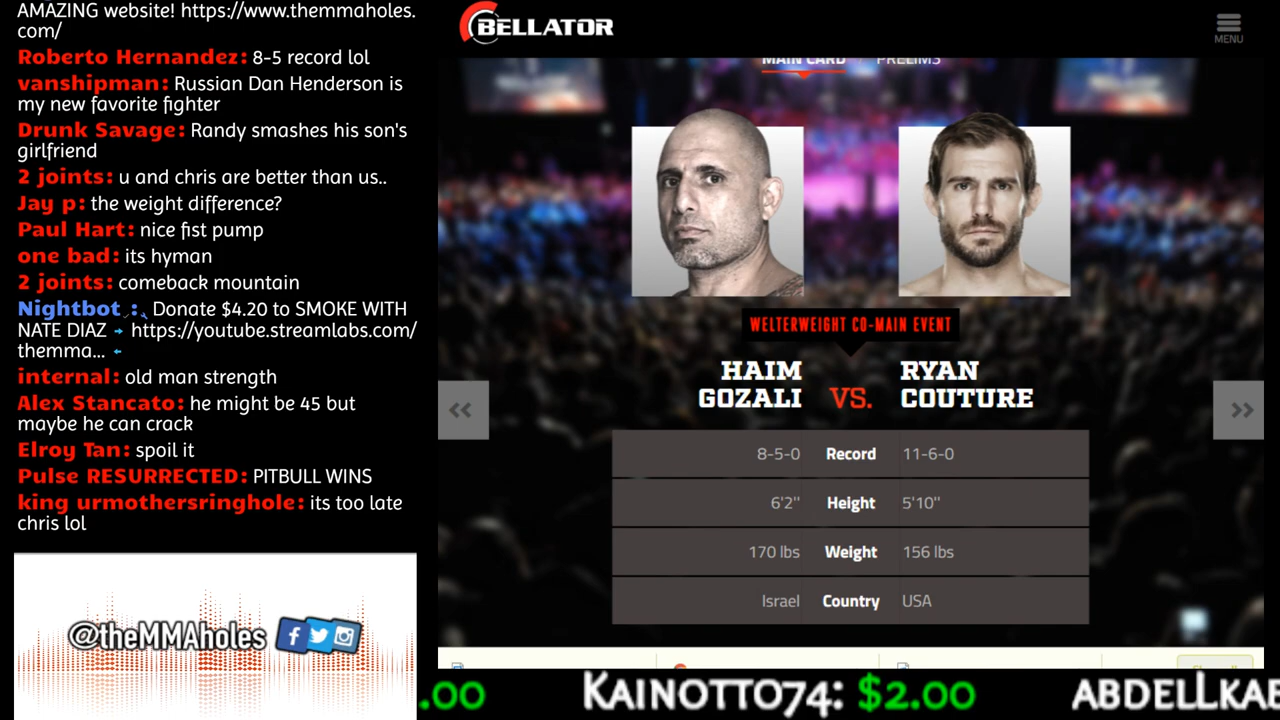 AMAZING website! https://www.themmaholes.
com/
Roberto Hernandez: 8-5 record lol
vanshipman: Russian Dan Henderson is
my new favorite fighter
Drunk Savage: Randy smashes his son's
girlfriend
2 joints: u and chris are better than us..
Jay p: the weight difference?
Paul Hart: nice fist pump
one bad: its hyman
2 joints: comeback mountain
Nightbot : Donate $4.20 to SMOKE WITH
NATE DIAZ → https://youtube.streamlabs.com/
themma... ←
internal: old man strength
Alex Stancato: he might be 45 but
maybe he can crack
Elroy Tan: spoil it
Pulse RESURRECTED: PITBULL WINS
king urmothersringhole: its too late
chris lol
@theMMAholes
BELLATOR
MENU
MAIN CARD / PRELIMS
WELTERWEIGHT CO-MAIN EVENT
HAIM
GOZALI
VS.
RYAN
COUTURE
8-5-0 Record 11-6-0
6'2" Height 5'10"
170 lbs Weight 156 lbs
Israel Country USA
.00 KAINOTTO74: $2.00 ABDELLKAE